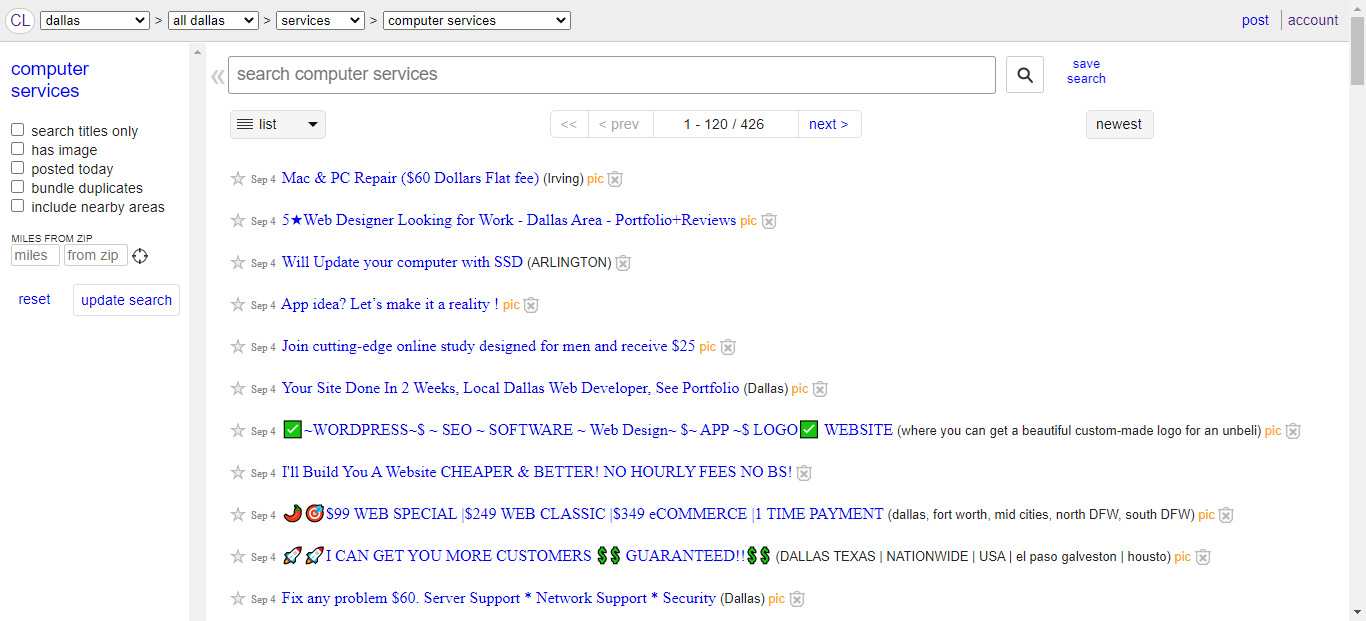 CL dallas > all dallas > services > computer services post account
computer
services
search titles only
has image
posted today
bundle duplicates
include nearby areas
MILES FROM ZIP
miles from zip
reset update search
« search computer services save
search
list << < prev 1 - 120 / 426 next > newest
Sep 4 Mac & PC Repair ($60 Dollars Flat fee) (Irving) pic
Sep 4 5★Web Designer Looking for Work - Dallas Area - Portfolio+Reviews pic
Sep 4 Will Update your computer with SSD (ARLINGTON)
Sep 4 App idea? Let’s make it a reality ! pic
Sep 4 Join cutting-edge online study designed for men and receive $25 pic
Sep 4 Your Site Done In 2 Weeks, Local Dallas Web Developer, See Portfolio (Dallas) pic
Sep 4 ✅~WORDPRESS~$ ~ SEO ~ SOFTWARE ~ Web Design~ $~ APP ~$ LOGO✅ WEBSITE (where you can get a beautiful custom-made logo for an unbeli) pic
Sep 4 I'll Build You A Website CHEAPER & BETTER! NO HOURLY FEES NO BS!
Sep 4 🌶🎯$99 WEB SPECIAL |$249 WEB CLASSIC |$349 eCOMMERCE |1 TIME PAYMENT (dallas, fort worth, mid cities, north DFW, south DFW) pic
Sep 4 🚀🚀I CAN GET YOU MORE CUSTOMERS 💲💲 GUARANTEED!!💲💲 (DALLAS TEXAS | NATIONWIDE | USA | el paso galveston | housto) pic
Sep 4 Fix any problem $60. Server Support * Network Support * Security (Dallas) pic